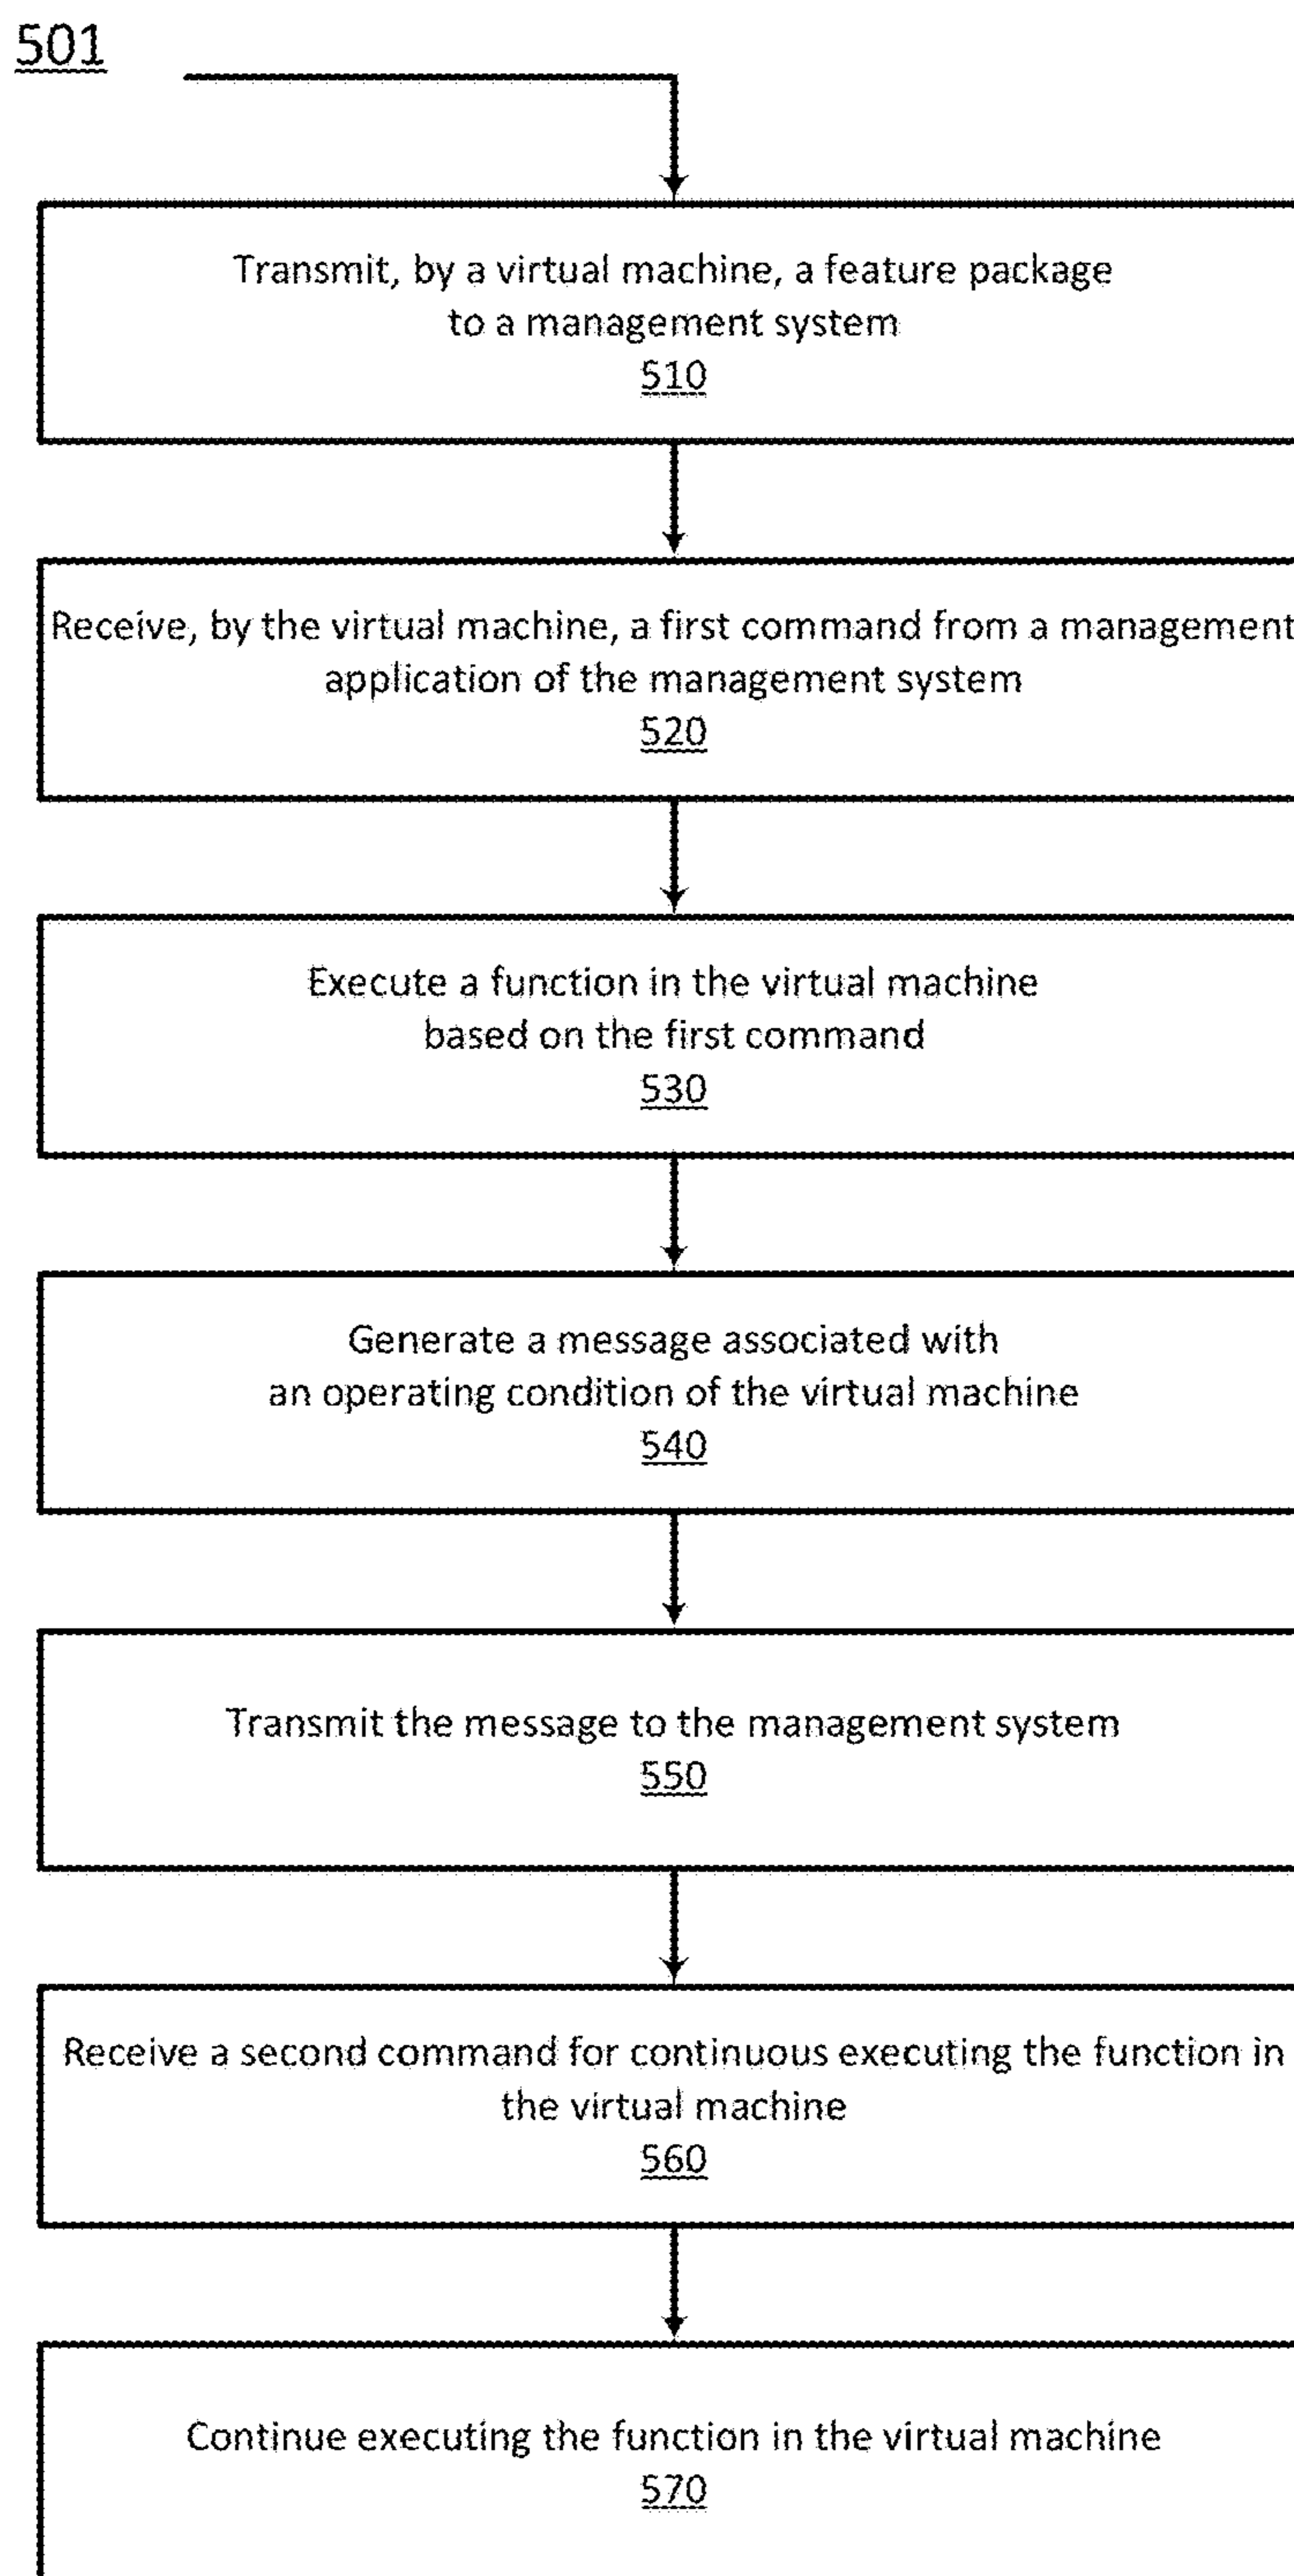 501
Transmit, by a virtual machine, a feature package
to a management system
510
Receive, by the virtual machine, a first command from a management
application of the management system
520
Execute a function in the virtual machine
based on the first command
530
Generate a message associated with
an operating condition of the virtual machine
540
Transmit the message to the management system
550
Receive a second command for continuous executing the function in
the virtual machine
560
Continue executing the function in the virtual machine
570